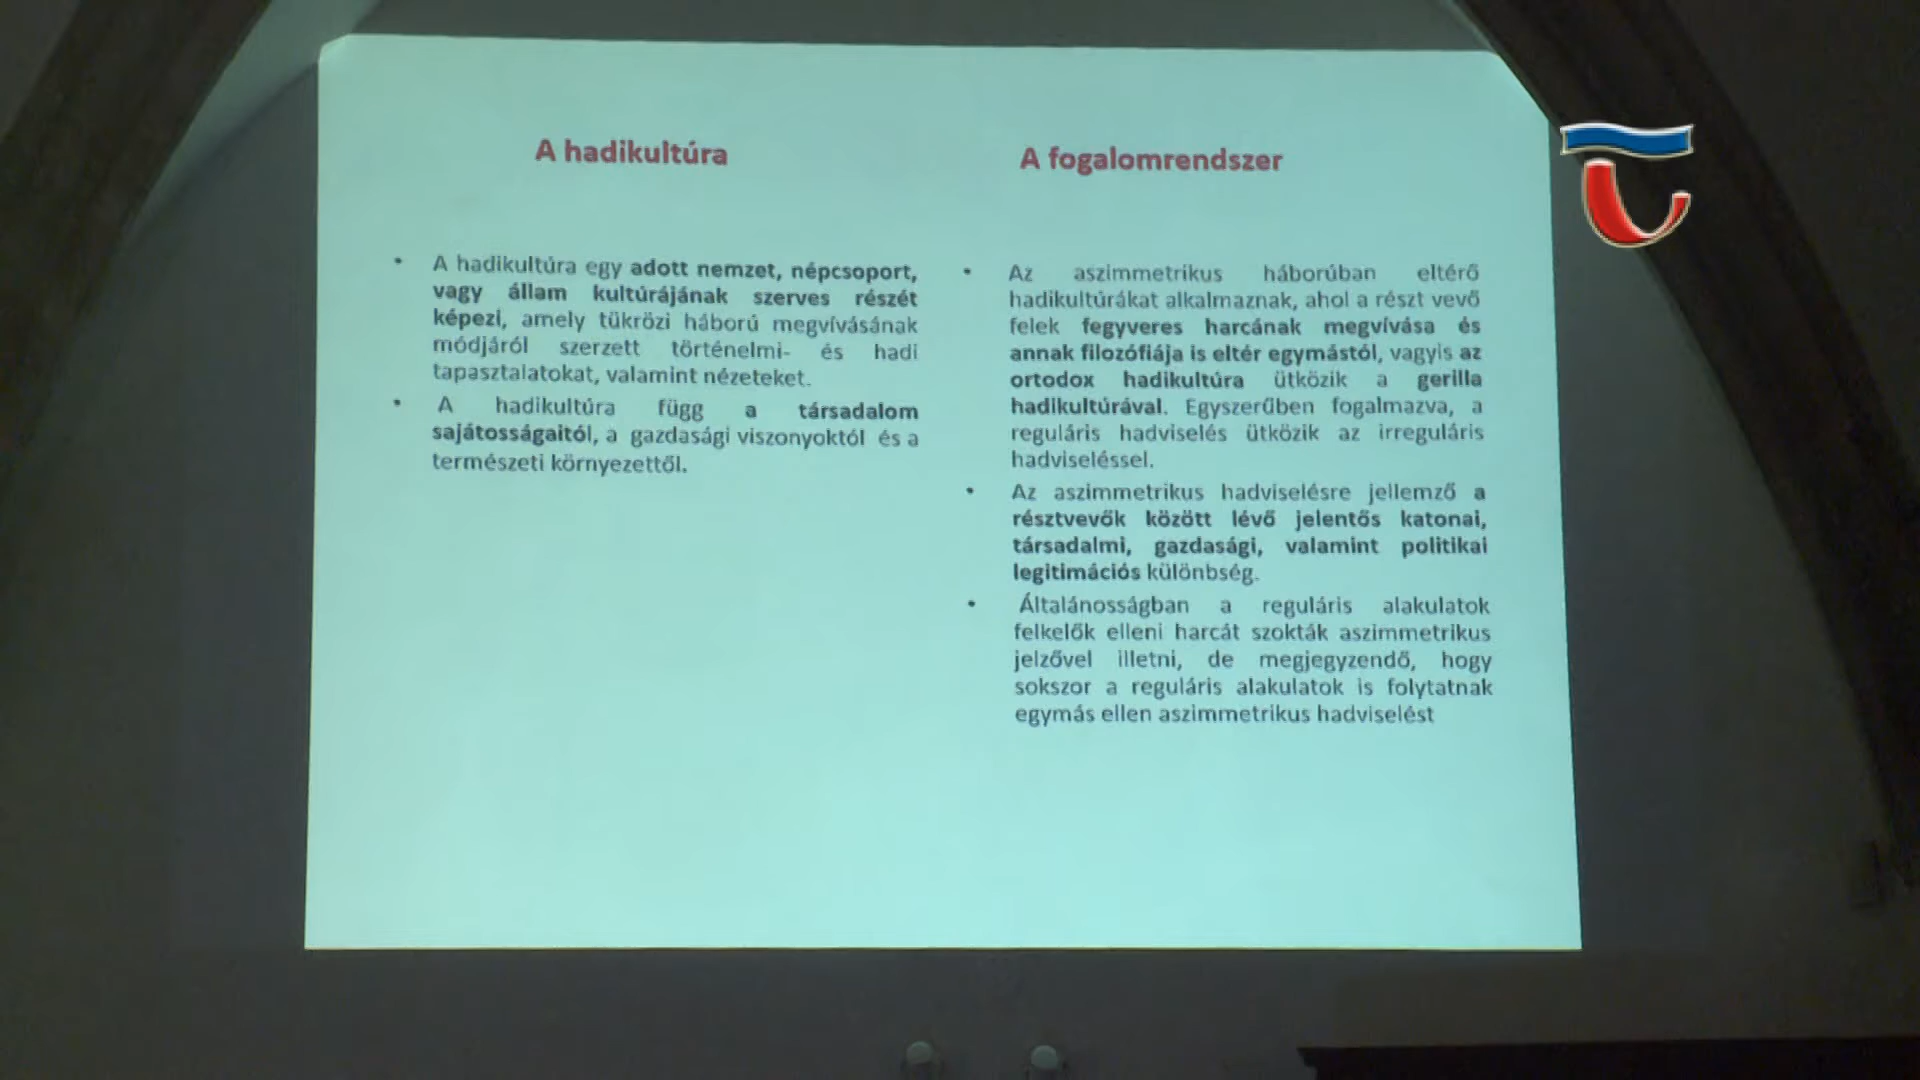 A hadikultúra
• A hadikultúra egy adott nemzet, népcsoport,
vagy állam kultúrájának szerves részét
képezi, amely tükrözi háború megvívásának
módjáról szerzett történelmi- és hadi
tapasztalatokat, valamint nézeteket.
• A hadikultúra függ a társadalom
sajátosságaitól, a gazdasági viszonyoktól és a
természeti környezettől.
A fogalomrendszer
• Az aszimmetrikus háborúban eltérő
hadikultúrákat alkalmaznak, ahol a részt vevő
felek fegyveres harcának megvívása és
annak filozófiája is eltér egymástól, vagyis az
ortodox hadikultúra ütközik a gerilla
hadikultúrával. Egyszerűben fogalmazva, a
reguláris hadviselés ütközik az irreguláris
hadviseléssel.
• Az aszimmetrikus hadviselésre jellemző a
résztvevők között lévő jelentős katonai,
társadalmi, gazdasági, valamint politikai
legitimációs különbség.
• Általánosságban a reguláris alakulatok
felkelők elleni harcát szokták aszimmetrikus
jelzővel illetni, de megjegyzendő, hogy
sokszor a reguláris alakulatok is folytatnak
egymás ellen aszimmetrikus hadviselést